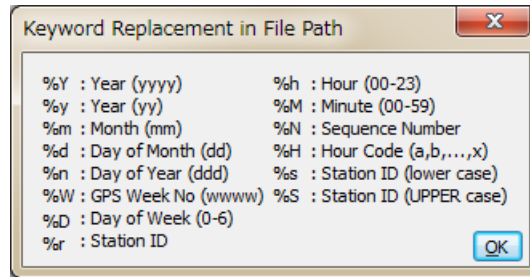 Keyword Replacement in File Path
x
%Y : Year (yyyy)
%y : Year (yy)
%m : Month (mm)
%d : Day of Month (dd)
%n : Day of Year (ddd)
%W : GPS Week No (wwww)
%D : Day of Week (0-6)
%r : Station ID
%h : Hour (00-23)
%M : Minute (00-59)
%N : Sequence Number
%H : Hour Code (a,b,...,x)
%s : Station ID (lower case)
%S : Station ID (UPPER case)
OK